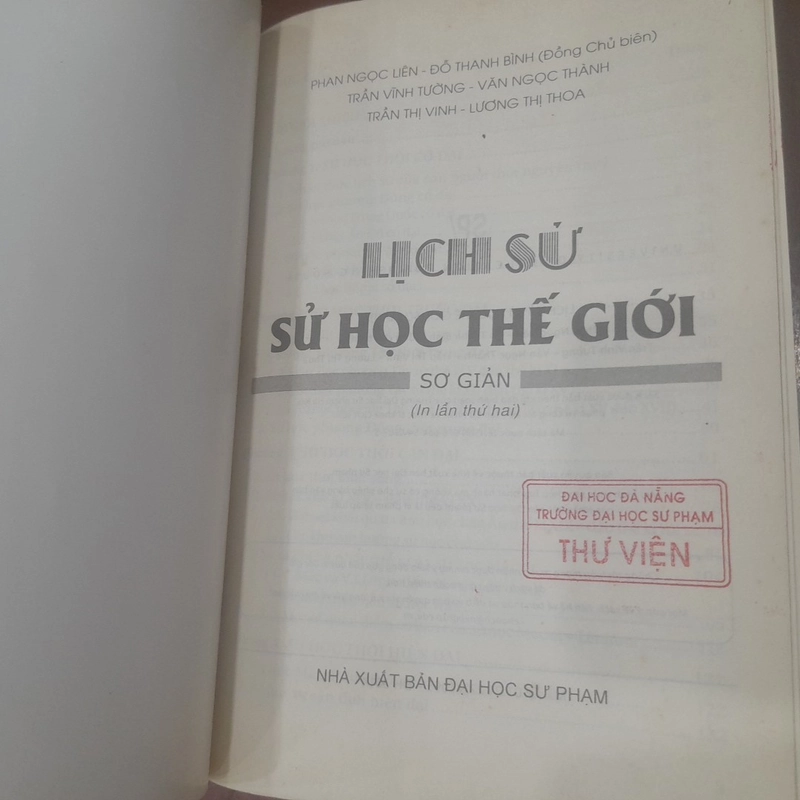 PHAN NGỌC LIÊN - ĐỖ THANH BÌNH (Đồng Chủ biên)
TRẦN VĨNH TƯỜNG - VĂN NGỌC THÀNH
TRẦN THỊ VINH - LƯƠNG THỊ THOA
LỊCH SỬ
SỬ HỌC THẾ GIỚI
SƠ GIẢN
(In lần thứ hai)
ĐẠI HỌC ĐÀ NẴNG
TRƯỜNG ĐẠI HỌC SƯ PHẠM
THƯ VIỆN
NHÀ XUẤT BẢN ĐẠI HỌC SƯ PHẠM